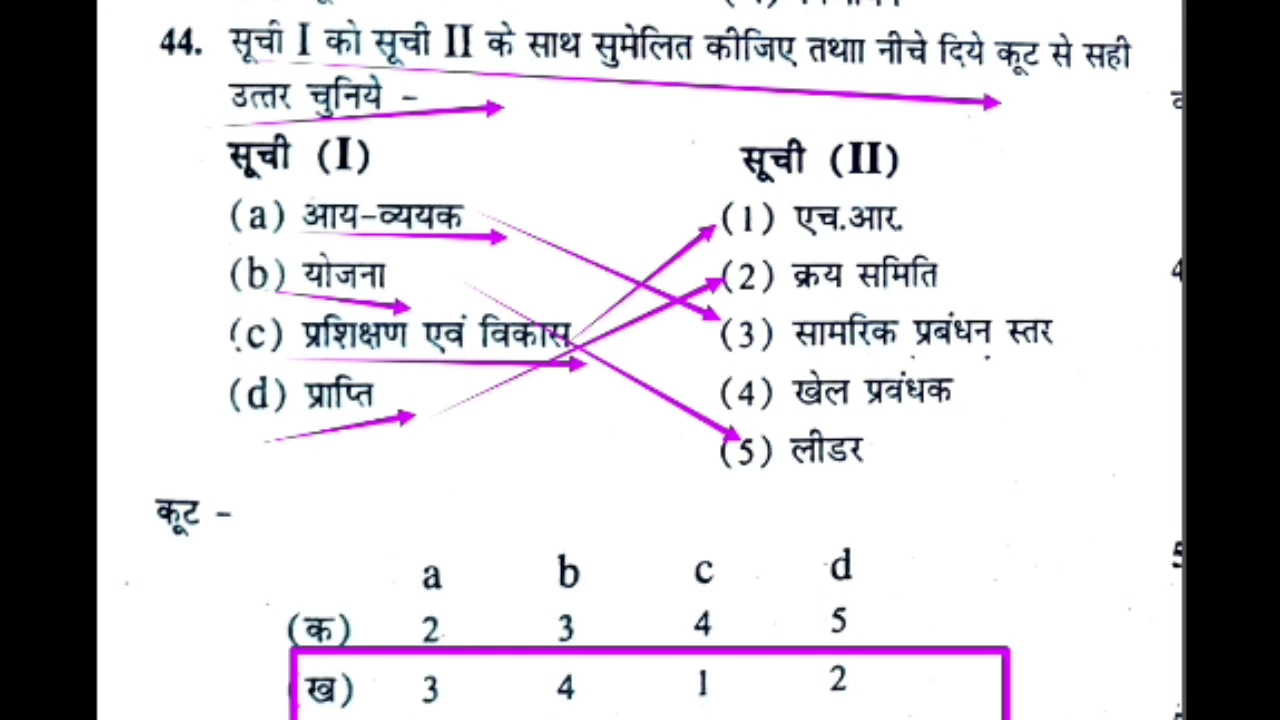 44. सूची I को सूची II के साथ सुमेलित कीजिए तथाा नीचे दिये कूट से सही
उत्तर चुनिये -
सूची (I) सूची (II)
(a) आय-व्ययक (1) एच.आर.
(b) योजना (2) क्रय समिति
(c) प्रशिक्षण एवं विकास (3) सामरिक प्रबंधन स्तर
(d) प्राप्ति (4) खेल प्रवंधक
(5) लीडर
कूट -
a b c d
(क) 2 3 4 5
(ख) 3 4 1 2